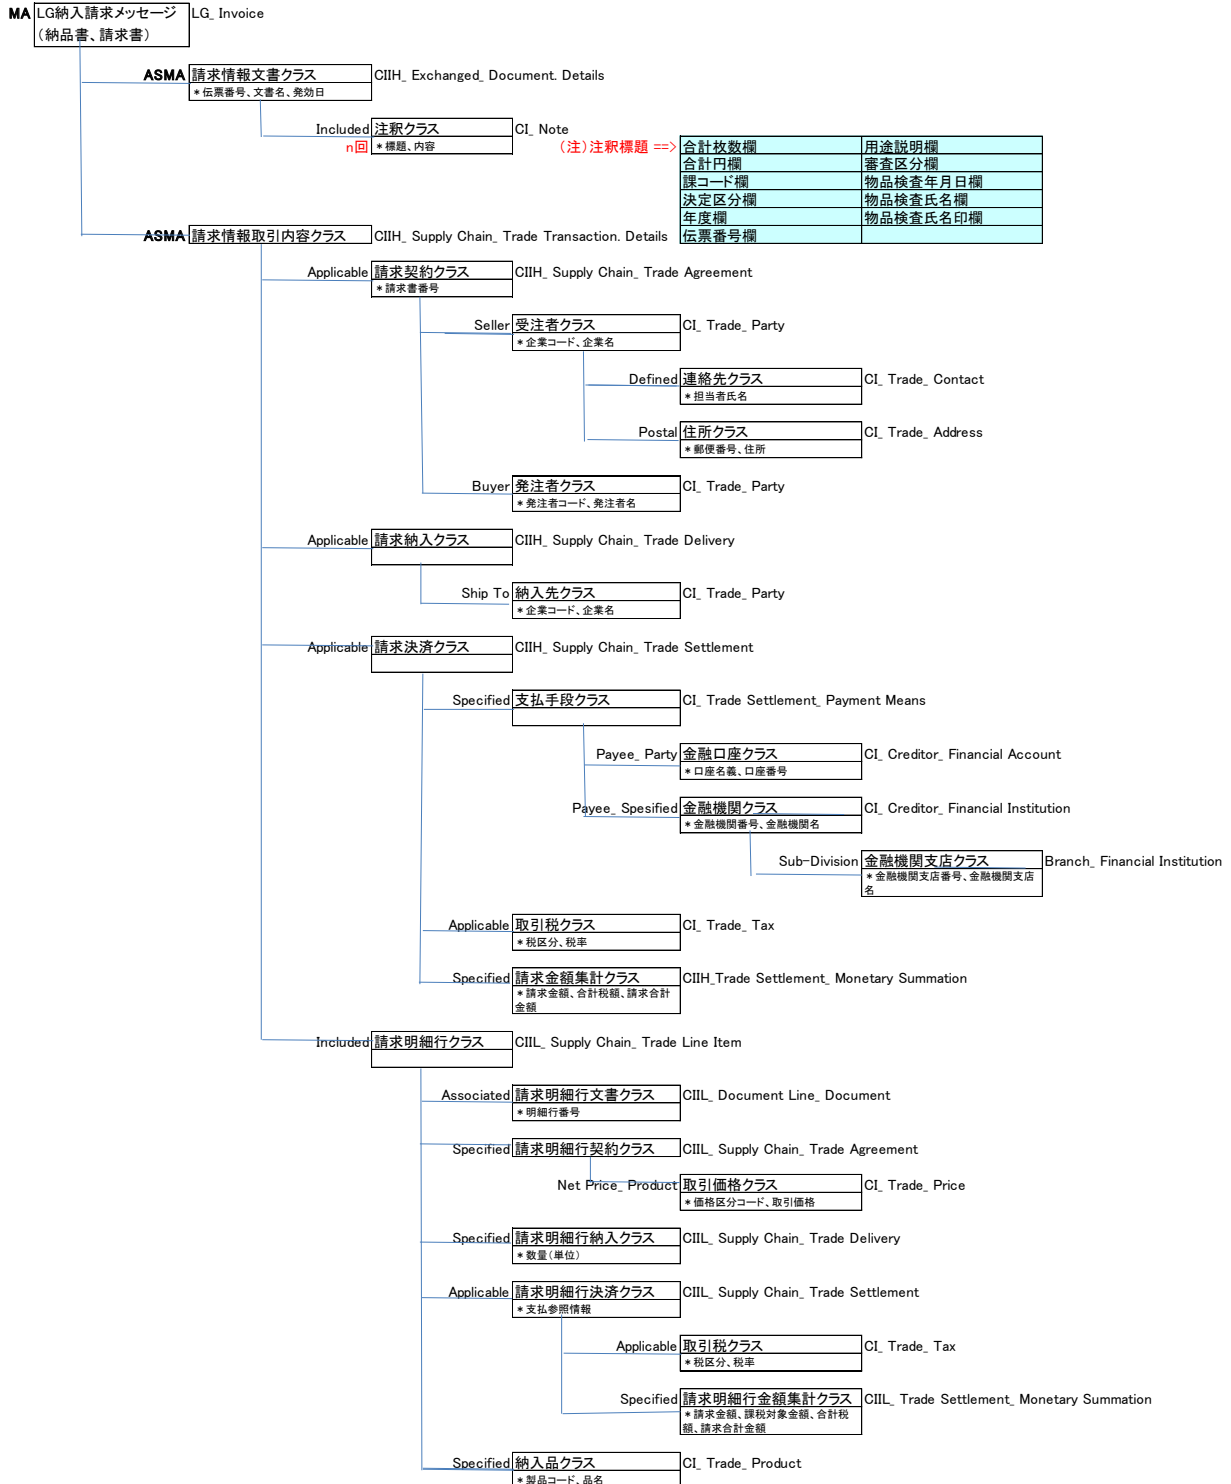 MA LG納入請求メッセージ LG_ Invoice
（納品書、請求書）
ASMA 請求情報文書クラス CIIH_ Exchanged_ Document. Details
＊伝票番号、文書名、発効日
Included 注釈クラス CI_ Note
n回 ＊標題、内容 （注）注釈標題 ==> 合計枚数欄 用途説明欄
合計円欄 審査区分欄
課コード欄 物品検査年月日欄
決定区分欄 物品検査氏名欄
年度欄 物品検査氏名印欄
ASMA 請求情報取引内容クラス CIIH_ Supply Chain_ Trade Transaction. Details 伝票番号欄
Applicable 請求契約クラス CIIH_ Supply Chain_ Trade Agreement
＊請求書番号
Seller 受注者クラス CI_ Trade_ Party
＊企業コード、企業名
Defined 連絡先クラス CI_ Trade_ Contact
＊担当者氏名
Postal 住所クラス CI_ Trade_ Address
＊郵便番号、住所
Buyer 発注者クラス CI_ Trade_ Party
＊発注者コード、発注者名
Applicable 請求納入クラス CIIH_ Supply Chain_ Trade Delivery
Ship To 納入先クラス CI_ Trade_ Party
＊企業コード、企業名
Applicable 請求決済クラス CIIH_ Supply Chain_ Trade Settlement
Specified 支払手段クラス CI_ Trade Settlement_ Payment Means
Payee_ Party 金融口座クラス CI_ Creditor_ Financial Account
＊口座名義、口座番号
Payee_ Spesified 金融機関クラス CI_ Creditor_ Financial Institution
＊金融機関番号、金融機関名
Sub-Division 金融機関支店クラス Branch_ Financial Institution
＊金融機関支店番号、金融機関支店
名
Applicable 取引税クラス CI_ Trade_ Tax
＊税区分、税率
Specified 請求金額集計クラス CIIH_Trade Settlement_ Monetary Summation
＊請求金額、合計税額、請求合計
金額
Included 請求明細行クラス CIIL_ Supply Chain_ Trade Line Item
Associated 請求明細行文書クラス CIIL_ Document Line_ Document
＊明細行番号
Specified 請求明細行契約クラス CIIL_ Supply Chain_ Trade Agreement
Net Price_ Product 取引価格クラス CI_ Trade_ Price
＊価格区分コード、取引価格
Specified 請求明細行納入クラス CIIL_ Supply Chain_ Trade Delivery
＊数量（単位）
Applicable 請求明細行決済クラス CIIL_ Supply Chain_ Trade Settlement
＊支払参照情報
Applicable 取引税クラス CI_ Trade_ Tax
＊税区分、税率
Specified 請求明細行金額集計クラス CIIL_ Trade Settlement_ Monetary Summation
＊請求金額、課税対象金額、合計税
額、請求合計金額
Specified 納入品クラス CI_ Trade_ Product
＊製品コード、品名